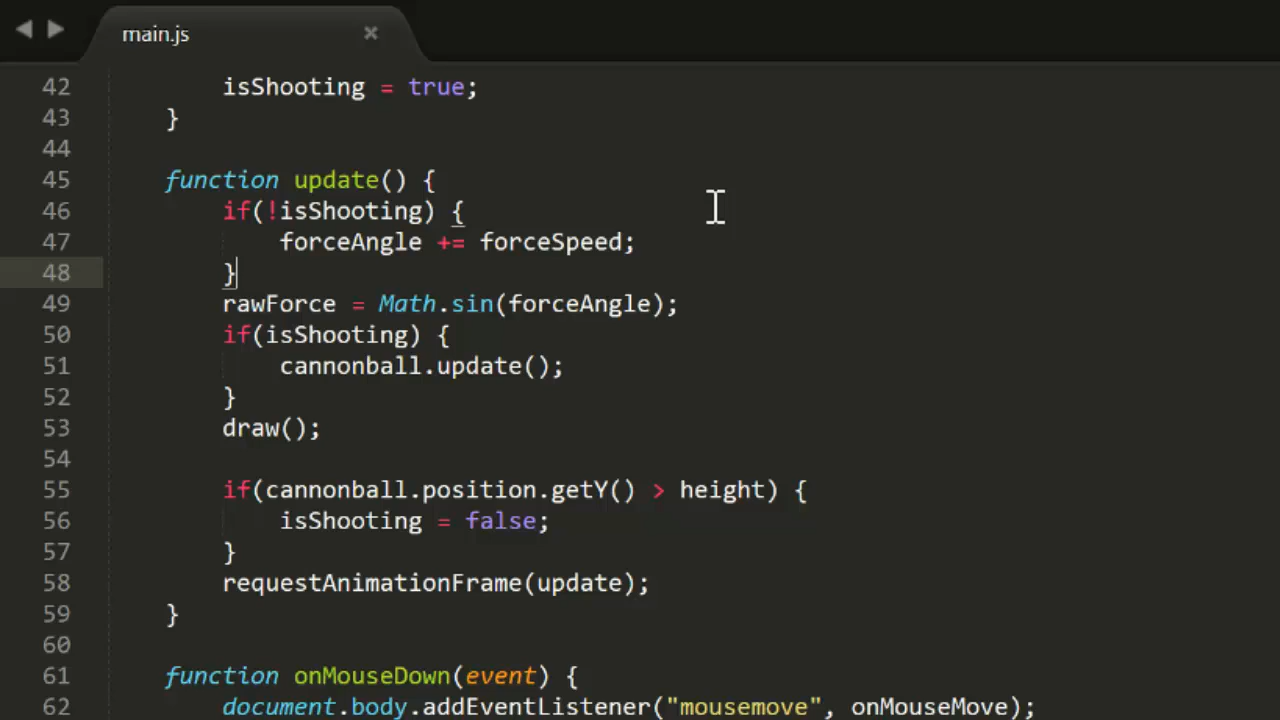 main.js
42 isShooting = true;
43 }
44
45 function update() {
46 if(!isShooting) {
47 forceAngle += forceSpeed;
48 }
49 rawForce = Math.sin(forceAngle);
50 if(isShooting) {
51 cannonball.update();
52 }
53 draw();
54
55 if(cannonball.position.getY() > height) {
56 isShooting = false;
57 }
58 requestAnimationFrame(update);
59 }
60
61 function onMouseDown(event) {
62 document.body.addEventListener("mousemove", onMouseMove);